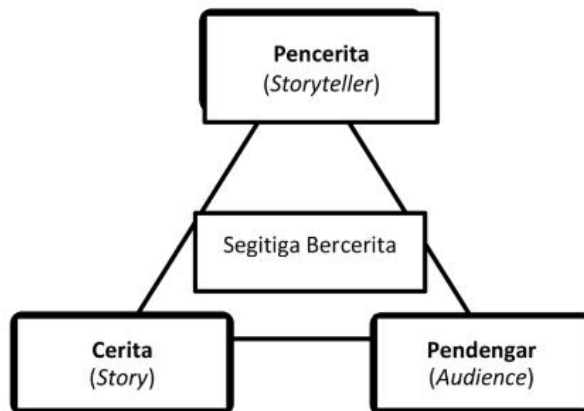 Pencerita
(Storyteller)
Segitiga Bercerita
Cerita
(Story)
Pendengar
(Audience)